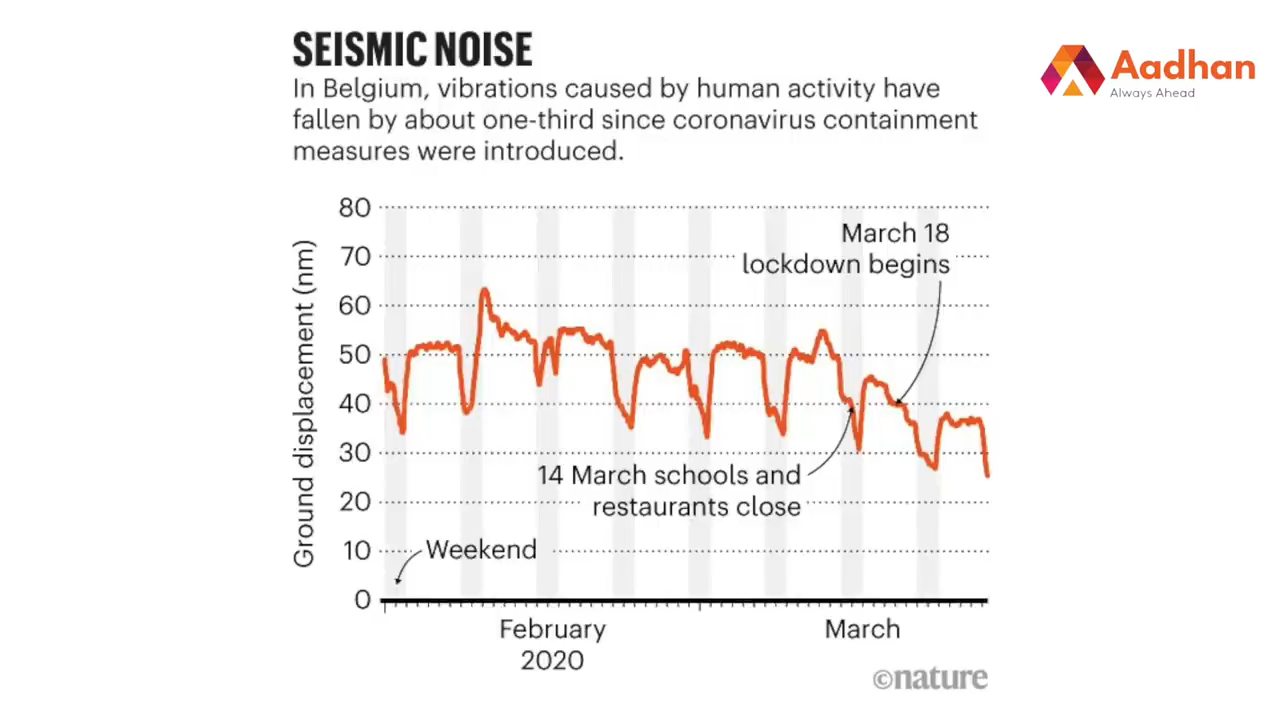 SEISMIC NOISE
In Belgium, vibrations caused by human activity have
fallen by about one-third since coronavirus containment
measures were introduced.
Aadhan
Always Ahead
Ground displacement (nm)
80
70
60
50
40
30
20
10
0
March 18
lockdown begins
14 March schools and
restaurants close
Weekend
February
2020
March
©nature